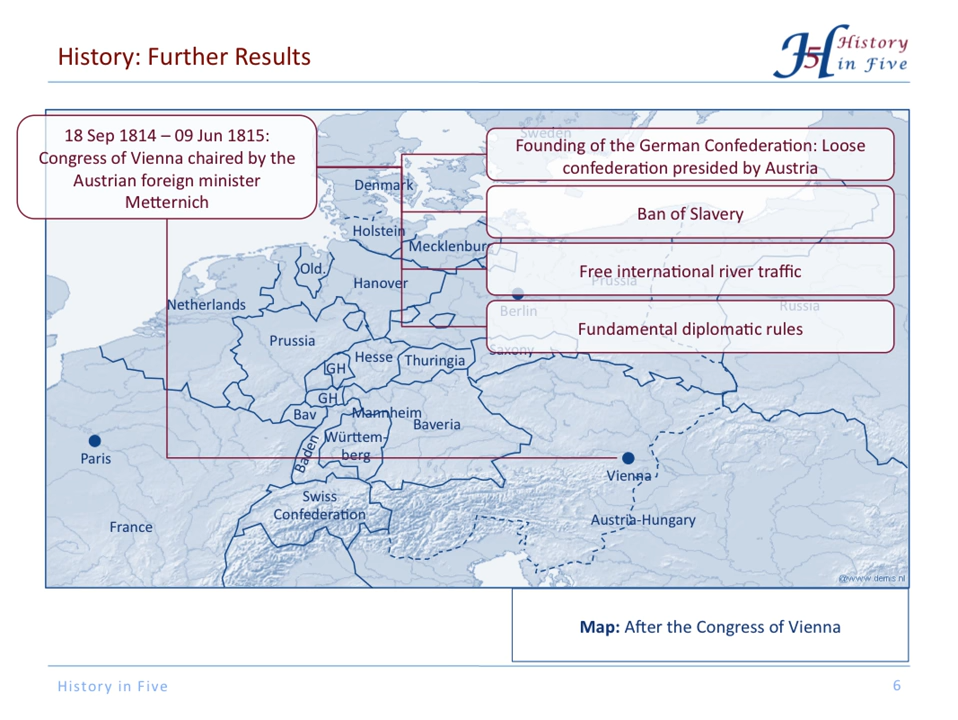 History: Further Results
H5
History
in Five
18 Sep 1814 – 09 Jun 1815:
Congress of Vienna chaired by the
Austrian foreign minister
Metternich
Sweden
Founding of the German Confederation: Loose
confederation presided by Austria
Ban of Slavery
Free international river traffic
Fundamental diplomatic rules
Denmark
Holstein
Mecklenbur
Old.
Hanover
Prussia
Netherlands
Berlin
Russia
Prussia
Saxony
Hesse
Thuringia
GH
GH
Bav
Mannheim
Baveria
Württem-
berg
Baden
Paris
Vienna
Swiss
Confederation
France
Austria-Hungary
@www.demis.nl
Map: After the Congress of Vienna
History in Five
6